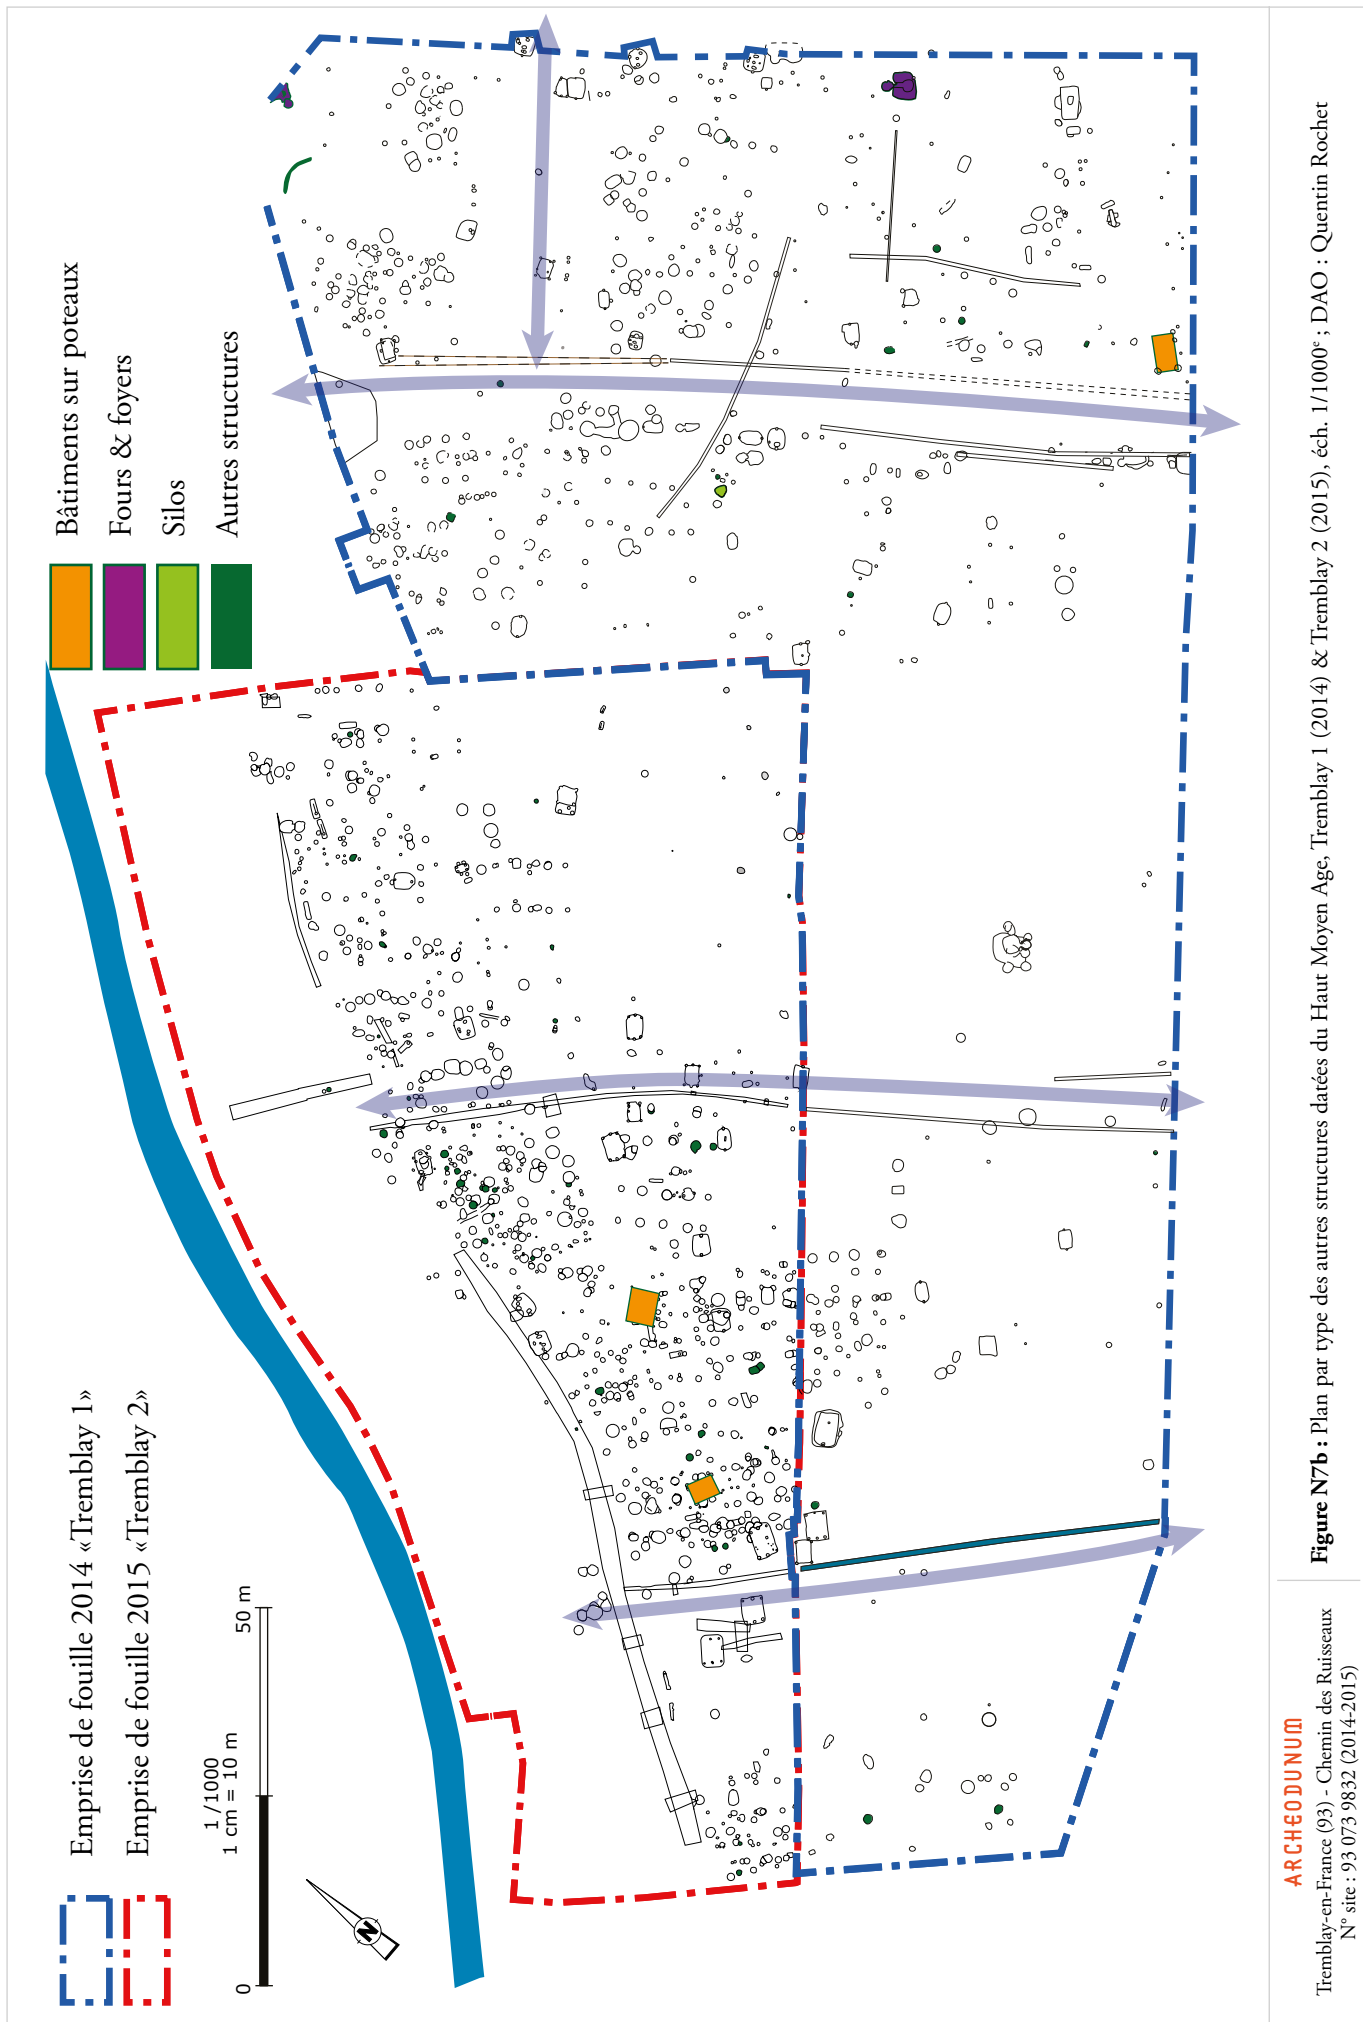 Emprise de fouille 2014 «Tremblay 1»
Emprise de fouille 2015 «Tremblay 2»
1 /1000
1 cm = 10 m
0
50 m
N
Bâtiments sur poteaux
Fours & foyers
Silos
Autres structures
ARCHEODUNUM
Tremblay-en-France (93) - Chemin des Ruisseaux
N° site : 93 073 9832 (2014-2015)
Figure N7b : Plan par type des autres structures datées du Haut Moyen Age, Tremblay 1 (2014) & Tremblay 2 (2015), éch. 1/1000e ; DAO : Quentin Rochet